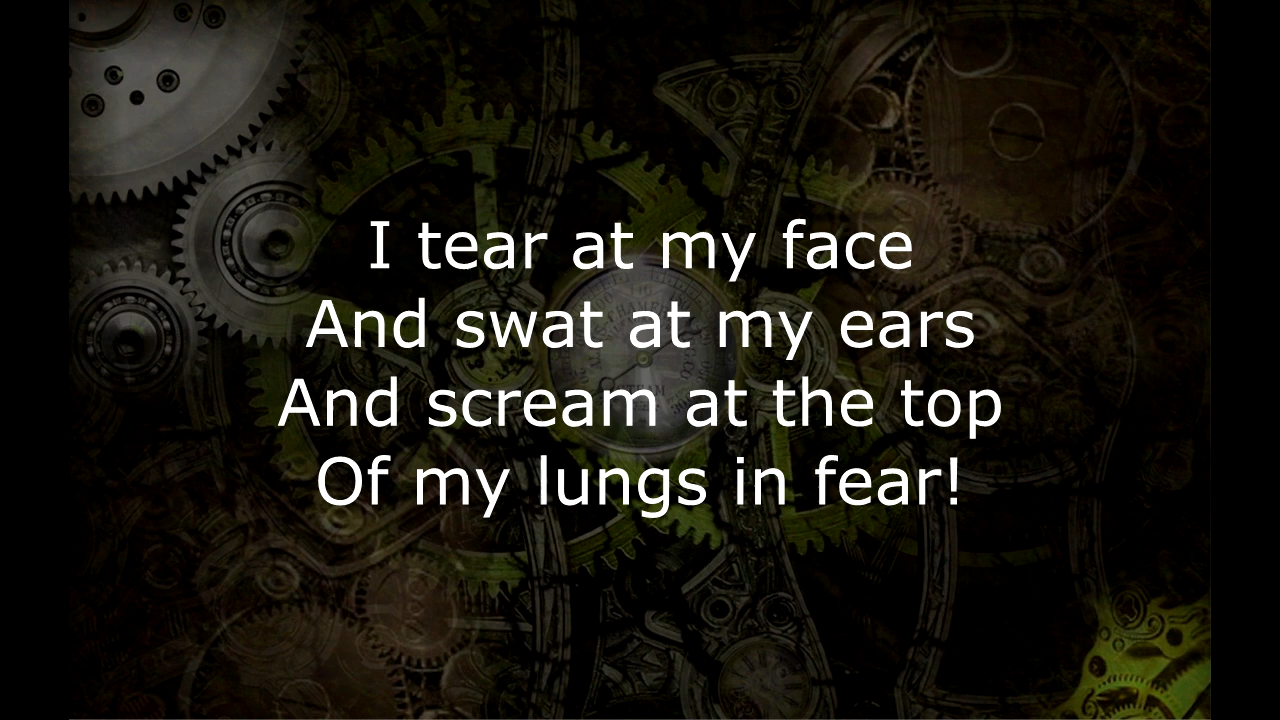 I tear at my face
And swat at my ears
And scream at the top
Of my lungs in fear!